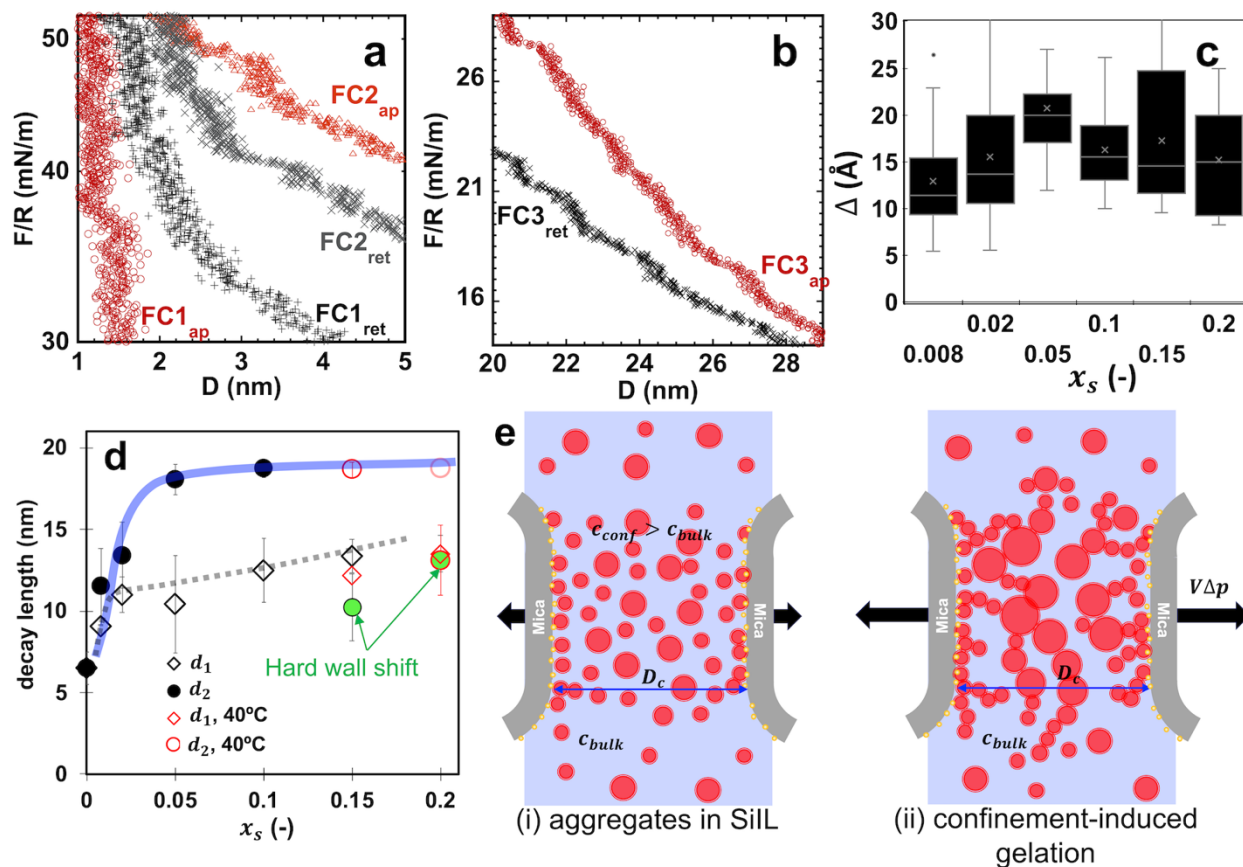 a
F/R (mN/m)
50
40
30
1
2
3
4
5
D (nm)
FC2ap
FC2ret
FC1ap
FC1ret
b
F/R (mN/m)
29
26
21
16
20
22
24
26
28
D (nm)
FC3ret
FC3ap
c
Δ (Å)
30
25
20
15
10
5
0
0.008
0.02
0.05
0.1
0.15
0.2
xs (-)
d
decay length (nm)
20
15
10
5
0
0
0.05
0.1
0.15
0.2
xs (-)
Hard wall shift
d1
d2
d1, 40ºC
d2, 40ºC
e
cconf > cbulk
Mica
Mica
Dc
cbulk
(i) aggregates in SiIL
VΔp
Mica
Mica
Dc
cbulk
(ii) confinement-induced
gelation